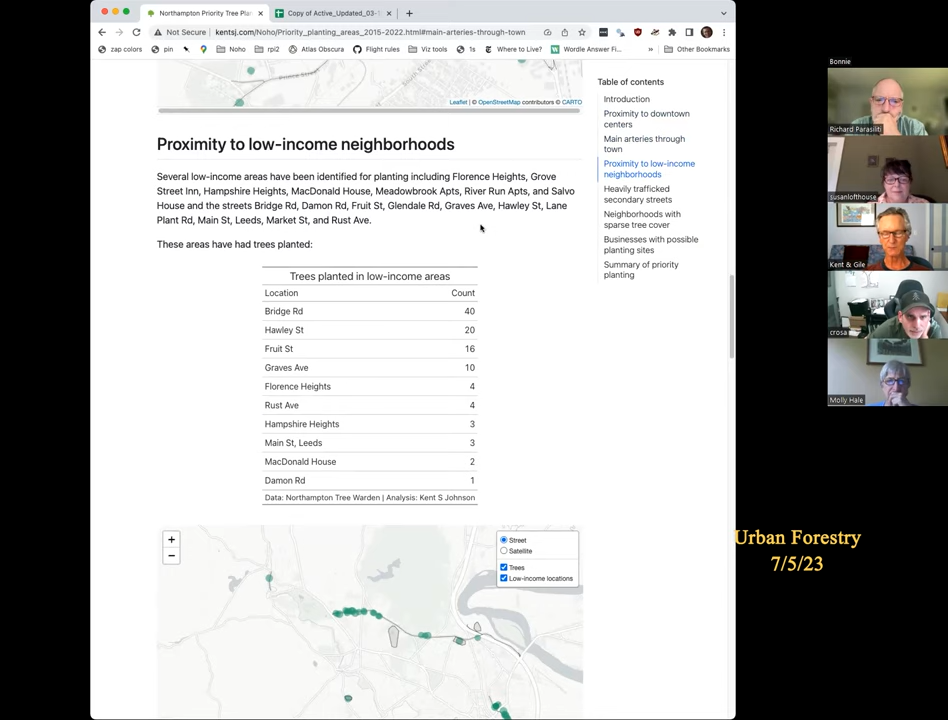 Northampton Priority Tree Plan
Copy of Active_Updated_03-
Not Secure
kentsj.com/Noho/Priority_planting_areas_2015-2022.html#main-arteries-through-town
zap colors
pin
Noho
rpi2
Atlas Obscura
Flight rules
Viz tools
1s
Where to Live?
Wordle Answer Fi...
Other Bookmarks
Prince Street
South Street
Leaflet | © OpenStreetMap contributors © CARTO
Proximity to low-income neighborhoods
Several low-income areas have been identified for planting including Florence Heights, Grove
Street Inn, Hampshire Heights, MacDonald House, Meadowbrook Apts, River Run Apts, and Salvo
House and the streets Bridge Rd, Damon Rd, Fruit St, Glendale Rd, Graves Ave, Hawley St, Lane
Plant Rd, Main St, Leeds, Market St, and Rust Ave.
These areas have had trees planted:
Trees planted in low-income areas
Location Count
Bridge Rd 40
Hawley St 20
Fruit St 16
Graves Ave 10
Florence Heights 4
Rust Ave 4
Hampshire Heights 3
Main St, Leeds 3
MacDonald House 2
Damon Rd 1
Data: Northampton Tree Warden | Analysis: Kent S Johnson
+
−
Street
Satellite
Trees
Low-income locations
Table of contents
Introduction
Proximity to downtown
centers
Main arteries through
town
Proximity to low-income
neighborhoods
Heavily trafficked
secondary streets
Neighborhoods with
sparse tree cover
Businesses with possible
planting sites
Summary of priority
planting
Bonnie
Richard Parasiliti
susanlofthouse
Kent & Gile
crosa
Molly Hale
Urban Forestry
7/5/23